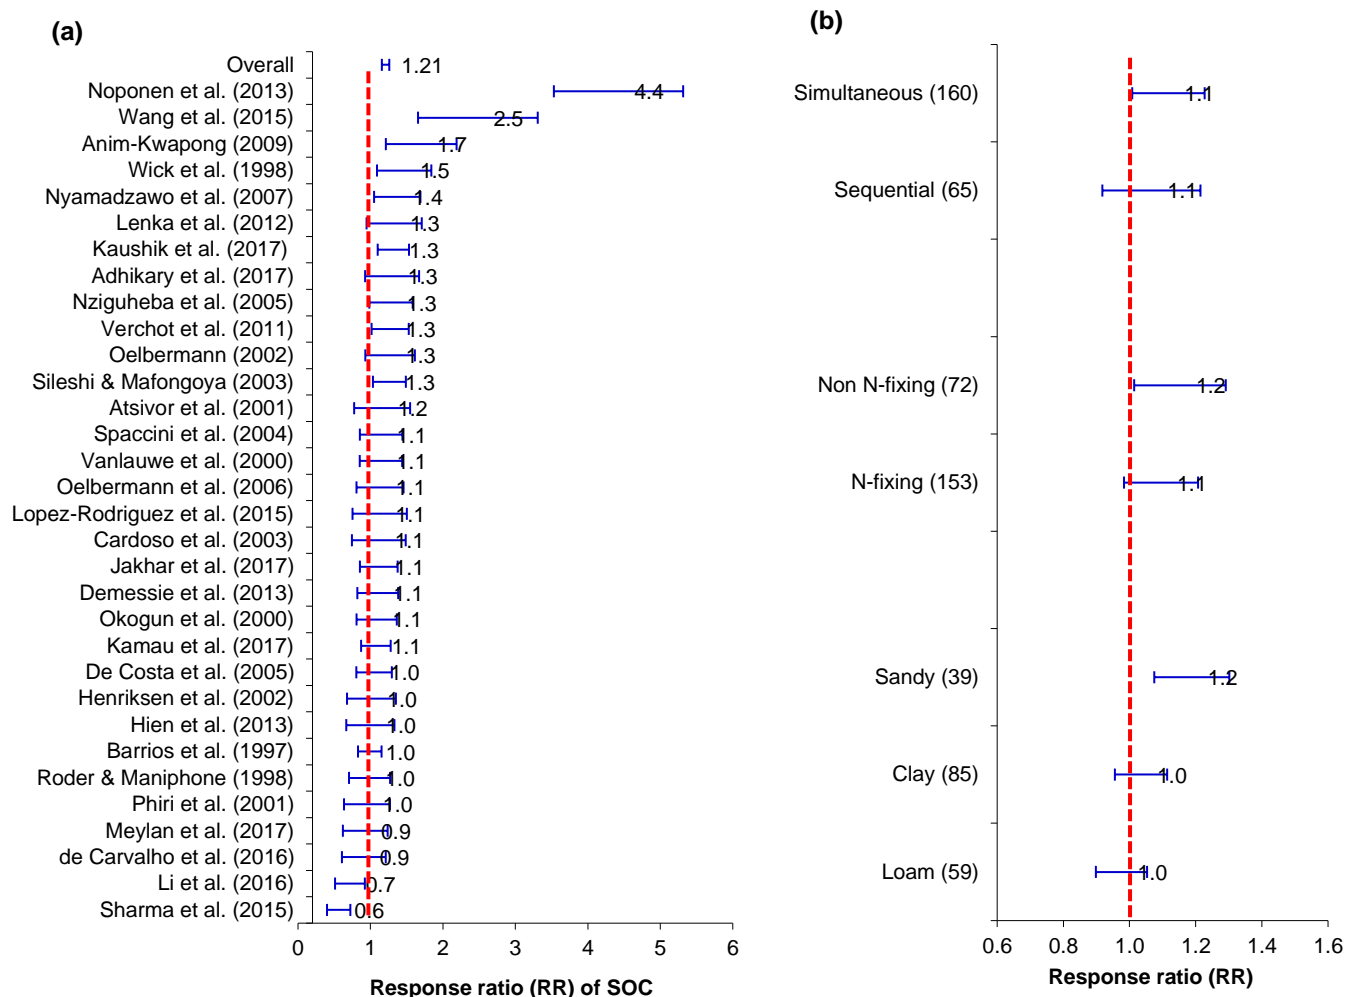 (a)
Overall 1.21
Noponen et al. (2013) 4.4
Wang et al. (2015) 2.5
Anim-Kwapong (2009) 1.7
Wick et al. (1998) 1.5
Nyamadzawo et al. (2007) 1.4
Lenka et al. (2012) 1.3
Kaushik et al. (2017) 1.3
Adhikary et al. (2017) 1.3
Nziguheba et al. (2005) 1.3
Verchot et al. (2011) 1.3
Oelbermann (2002) 1.3
Sileshi & Mafongoya (2003) 1.3
Atsivor et al. (2001) 1.2
Spaccini et al. (2004) 1.1
Vanlauwe et al. (2000) 1.1
Oelbermann et al. (2006) 1.1
Lopez-Rodriguez et al. (2015) 1.1
Cardoso et al. (2003) 1.1
Jakhar et al. (2017) 1.1
Demessie et al. (2013) 1.1
Okogun et al. (2000) 1.1
Kamau et al. (2017) 1.1
De Costa et al. (2005) 1.0
Henriksen et al. (2002) 1.0
Hien et al. (2013) 1.0
Barrios et al. (1997) 1.0
Roder & Maniphone (1998) 1.0
Phiri et al. (2001) 1.0
Meylan et al. (2017) 0.9
de Carvalho et al. (2016) 0.9
Li et al. (2016) 0.7
Sharma et al. (2015) 0.6
0 1 2 3 4 5 6
Response ratio (RR) of SOC
(b)
Simultaneous (160) 1.1
Sequential (65) 1.1
Non N-fixing (72) 1.2
N-fixing (153) 1.1
Sandy (39) 1.2
Clay (85) 1.0
Loam (59) 1.0
0.6 0.8 1.0 1.2 1.4 1.6
Response ratio (RR)